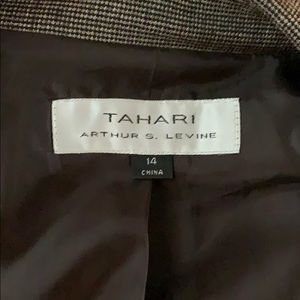 TAHARI
ARTHUR S. LEVINE
14
CHINA